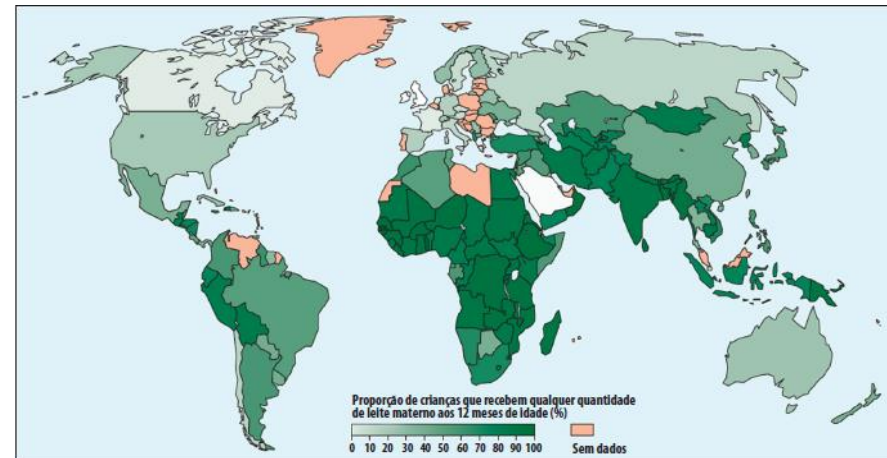 Proporção de crianças que recebem qualquer quantidade
de leite materno aos 12 meses de idade (%)
0 10 20 30 40 50 60 70 80 90 100
Sem dados